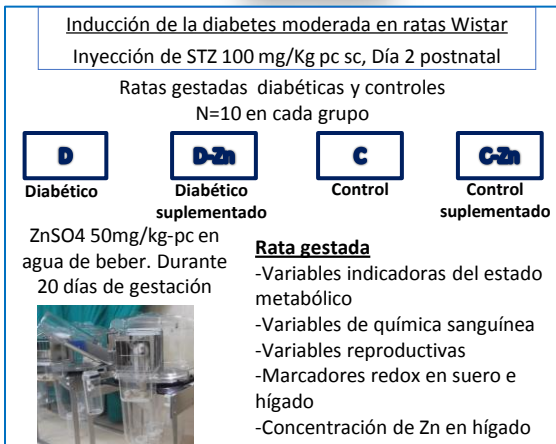 Inducción de la diabetes moderada en ratas Wistar
Inyección de STZ 100 mg/Kg pc sc, Día 2 postnatal
Ratas gestadas diabéticas y controles
N=10 en cada grupo
D
D-Zn
C
C-Zn
Diabético
Diabético
suplementado
Control
Control
suplementado
ZnSO4 50mg/kg-pc en
agua de beber. Durante
20 días de gestación
Rata gestada
-Variables indicadoras del estado
metabólico
-Variables de química sanguínea
-Variables reproductivas
-Marcadores redox en suero e
hígado
-Concentración de Zn en hígado